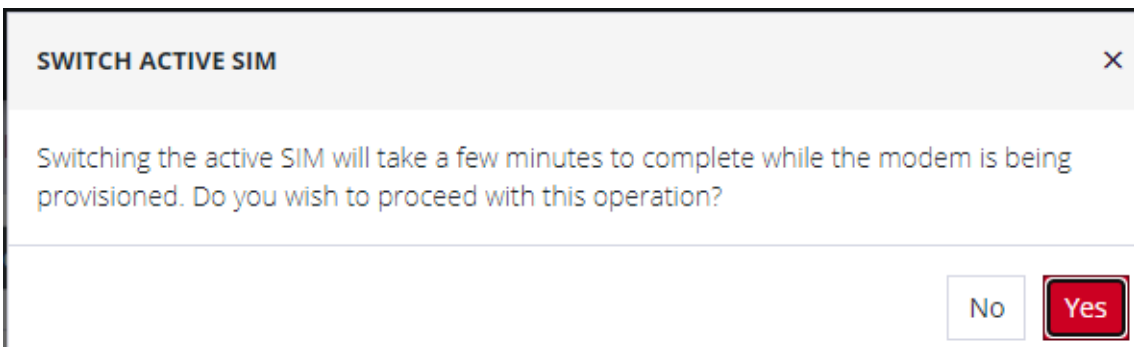 SWITCH ACTIVE SIM ×
Switching the active SIM will take a few minutes to complete while the modem is being
provisioned. Do you wish to proceed with this operation?
No Yes